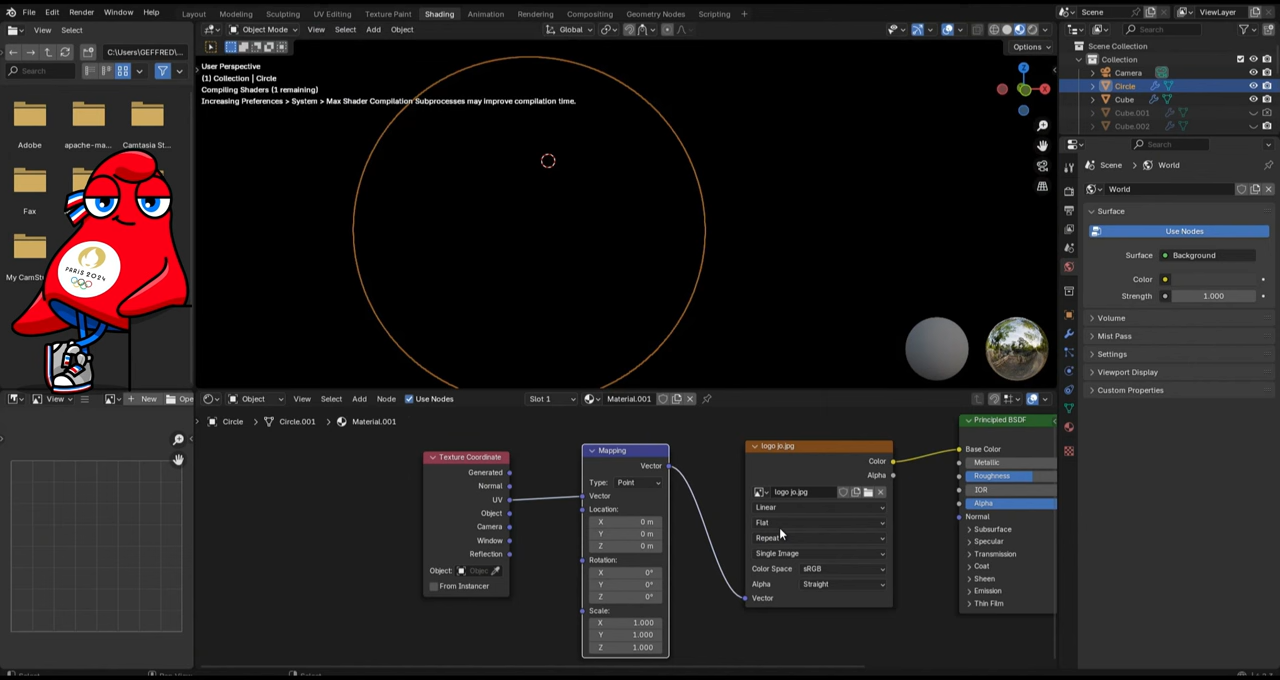 File Edit Render Window Help
Layout Modeling Sculpting UV Editing Texture Paint Shading Animation Rendering Compositing Geometry Nodes Scripting
Scene ViewLayer
View Select
Object Mode View Select Add Object Global
Search
C:\Users\GEFFRED\...
Options
Search
User Perspective
(1) Collection | Circle
Compiling Shaders (1 remaining)
Increasing Preferences > System > Max Shader Compilation Subprocesses may improve compilation time.
Z
X
Scene Collection
Collection
Camera
Circle
Cube
Cube.001
Cube.002
Adobe apache-ma... Camtasia St...
Fax
My CamSt
PARIS 2024
Search
Scene World
World
Surface
Use Nodes
Surface Background
Color
Strength 1.000
Volume
Mist Pass
Settings
Viewport Display
Custom Properties
View New Ope
Object View Select Add Node Use Nodes Slot 1 Material.001
Circle Circle.001 Material.001
Texture Coordinate
Generated
Normal
UV
Object
Camera
Window
Reflection
Object: Objec
From Instancer
Mapping
Vector
Type: Point
Vector
Location:
X 0 m
Y 0 m
Z 0 m
Rotation:
X 0°
Y 0°
Z 0°
Scale:
X 1.000
Y 1.000
Z 1.000
logo jo.jpg
Color
Alpha
logo jo.jpg
Linear
Flat
Repeat
Single Image
Color Space sRGB
Alpha Straight
Vector
Principled BSDF
Base Color
Metallic
Roughness
IOR
Alpha
Normal
Subsurface
Specular
Transmission
Coat
Sheen
Emission
Thin Film